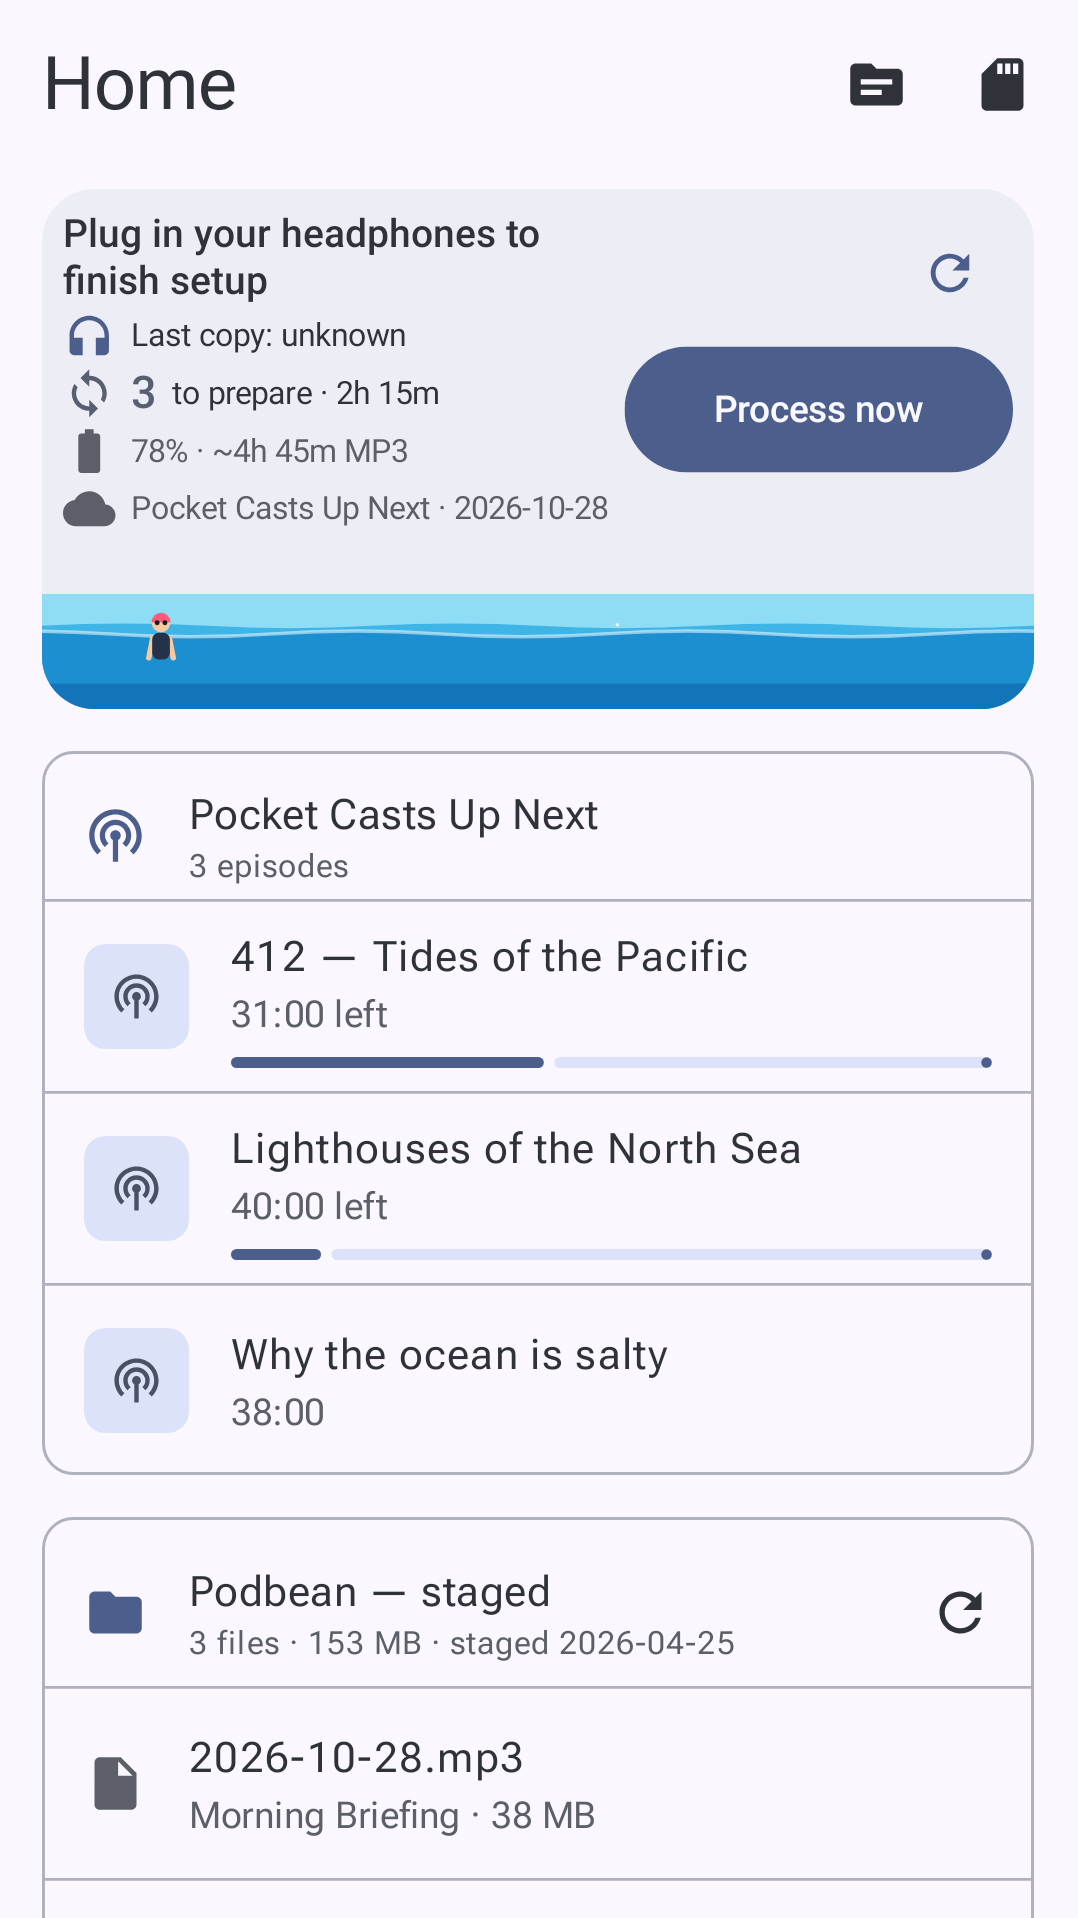 Home
Plug in your headphones to
finish setup
Last copy: unknown
3 to prepare · 2h 15m
Process now
78% · ~4h 45m MP3
Pocket Casts Up Next · 2026-10-28
Pocket Casts Up Next
3 episodes
412 — Tides of the Pacific
31:00 left
Lighthouses of the North Sea
40:00 left
Why the ocean is salty
38:00
Podbean — staged
3 files · 153 MB · staged 2026-04-25
2026-10-28.mp3
Morning Briefing · 38 MB